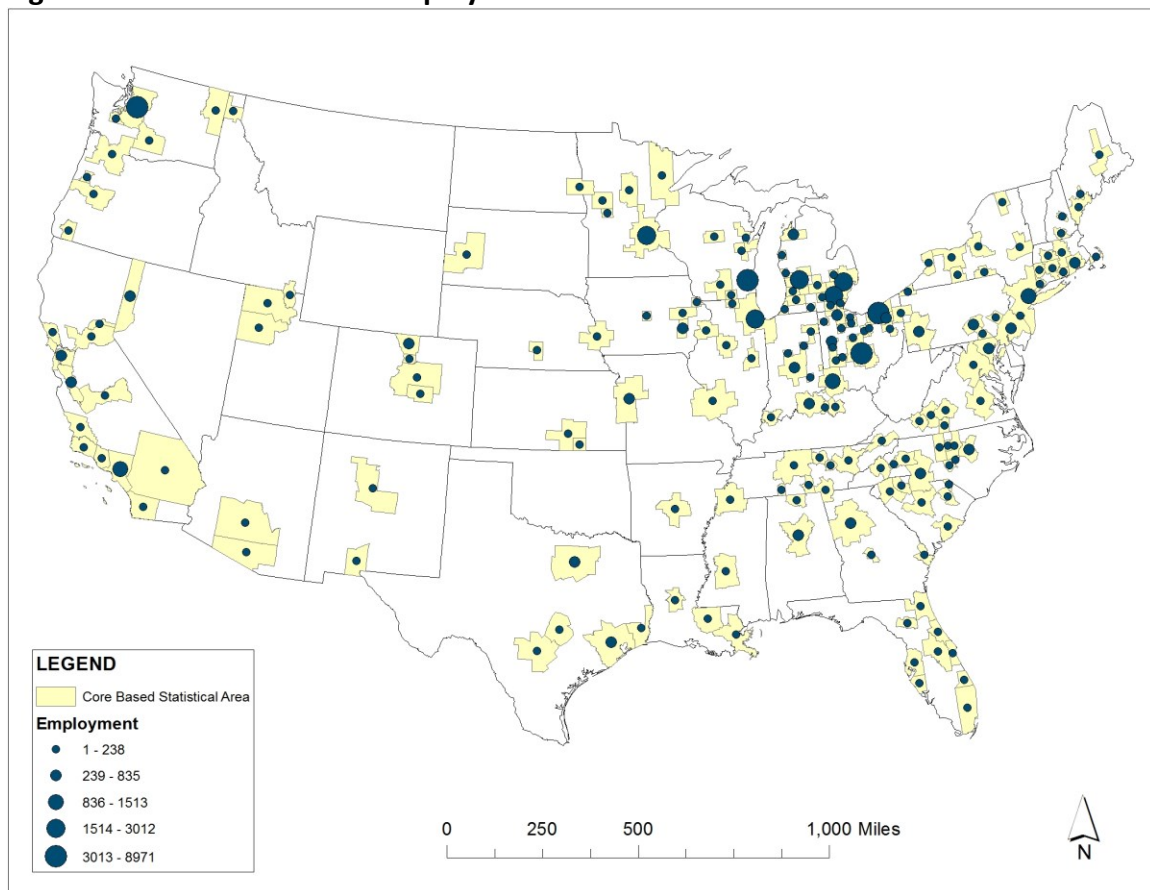 LEGEND
Core Based Statistical Area
Employment
1 - 238
239 - 835
836 - 1513
1514 - 3012
3013 - 8971
0 250 500 1,000 Miles
N